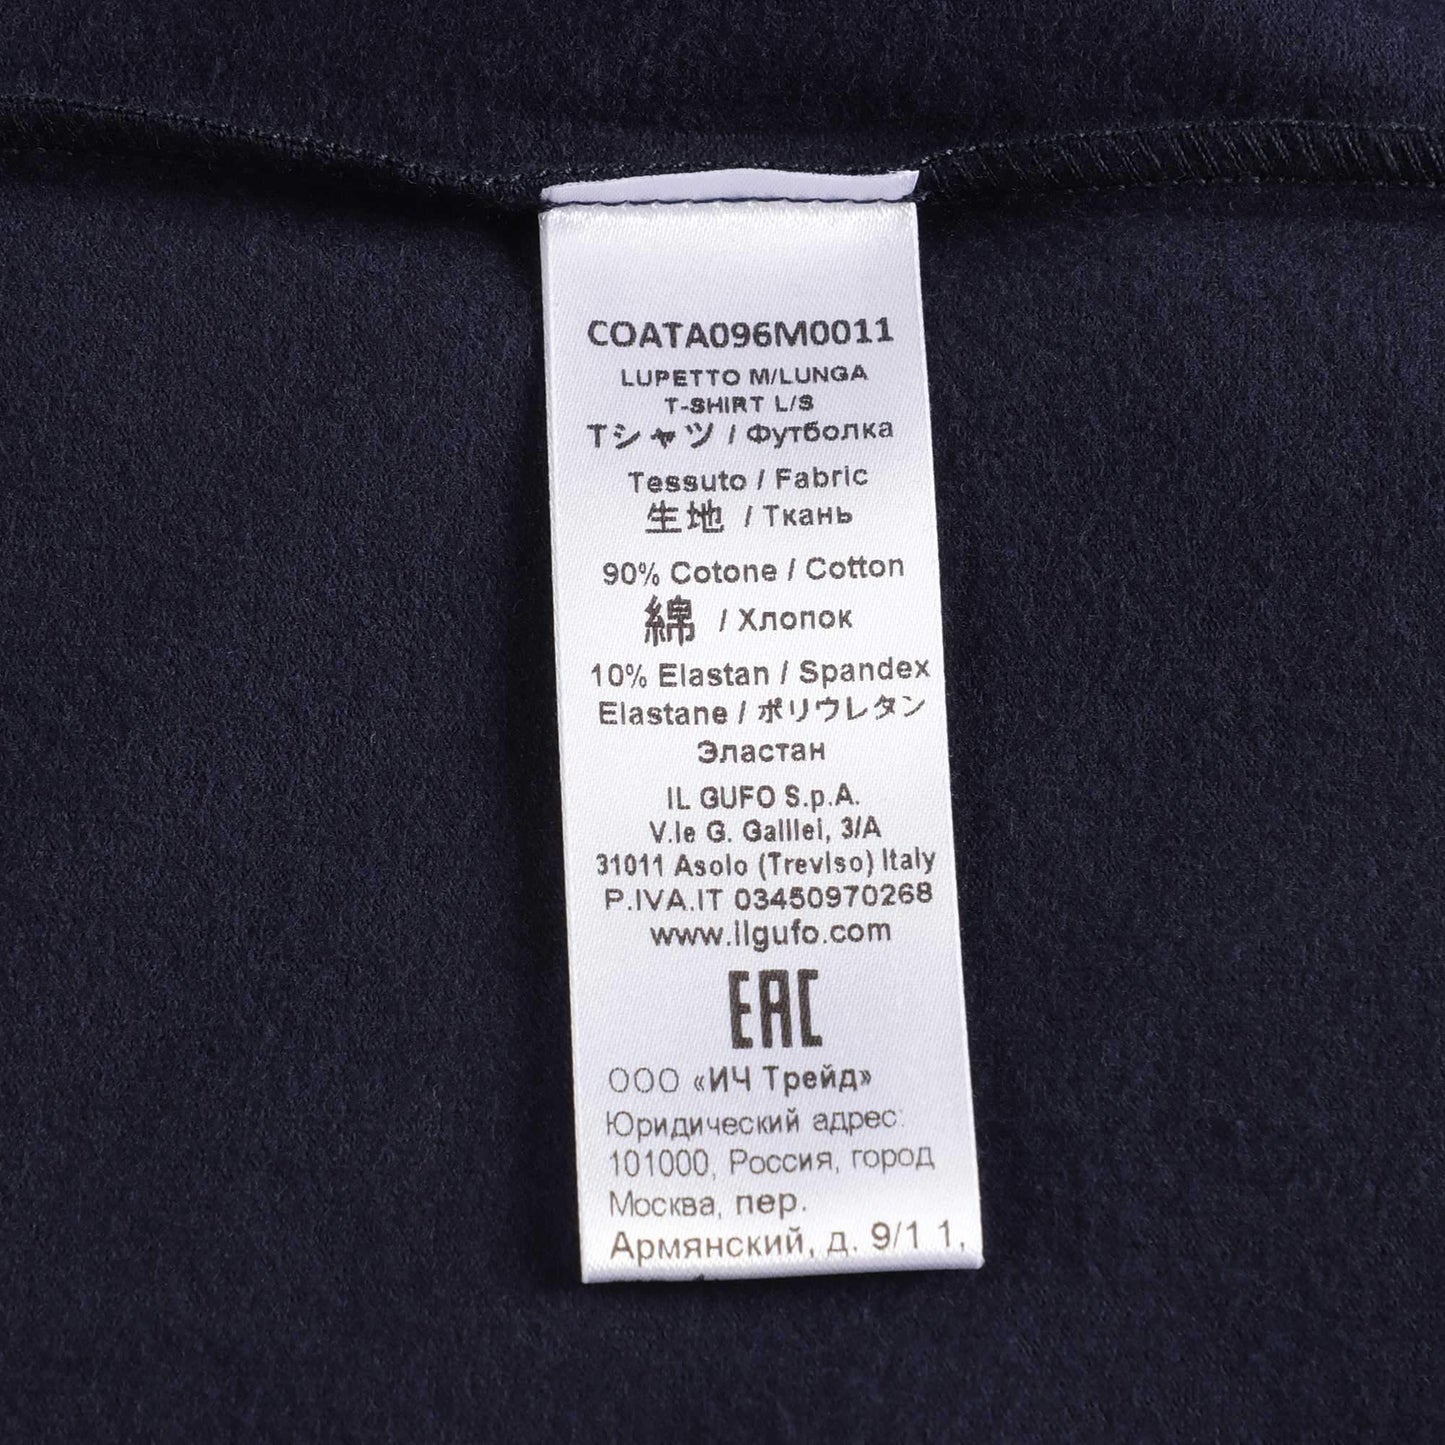 COATA096M0011
LUPETTO M/LUNGA
T-SHIRT L/S
Tシャツ / Футболка
Tessuto / Fabric
生地 / Ткань
90% Cotone / Cotton
綿 / Хлопок
10% Elastan / Spandex
Elastane / ポリウレタン
Эластан
IL GUFO S.p.A.
V.le G. Galilei, 3/A
31011 Asolo (Treviso) Italy
P.IVA.IT 03450970268
www.ilgufo.com
EAC
ООО «ИЧ Трейд»
Юридический адрес:
101000, Россия, город
Москва, пер.
Армянский, д. 9/1 1,